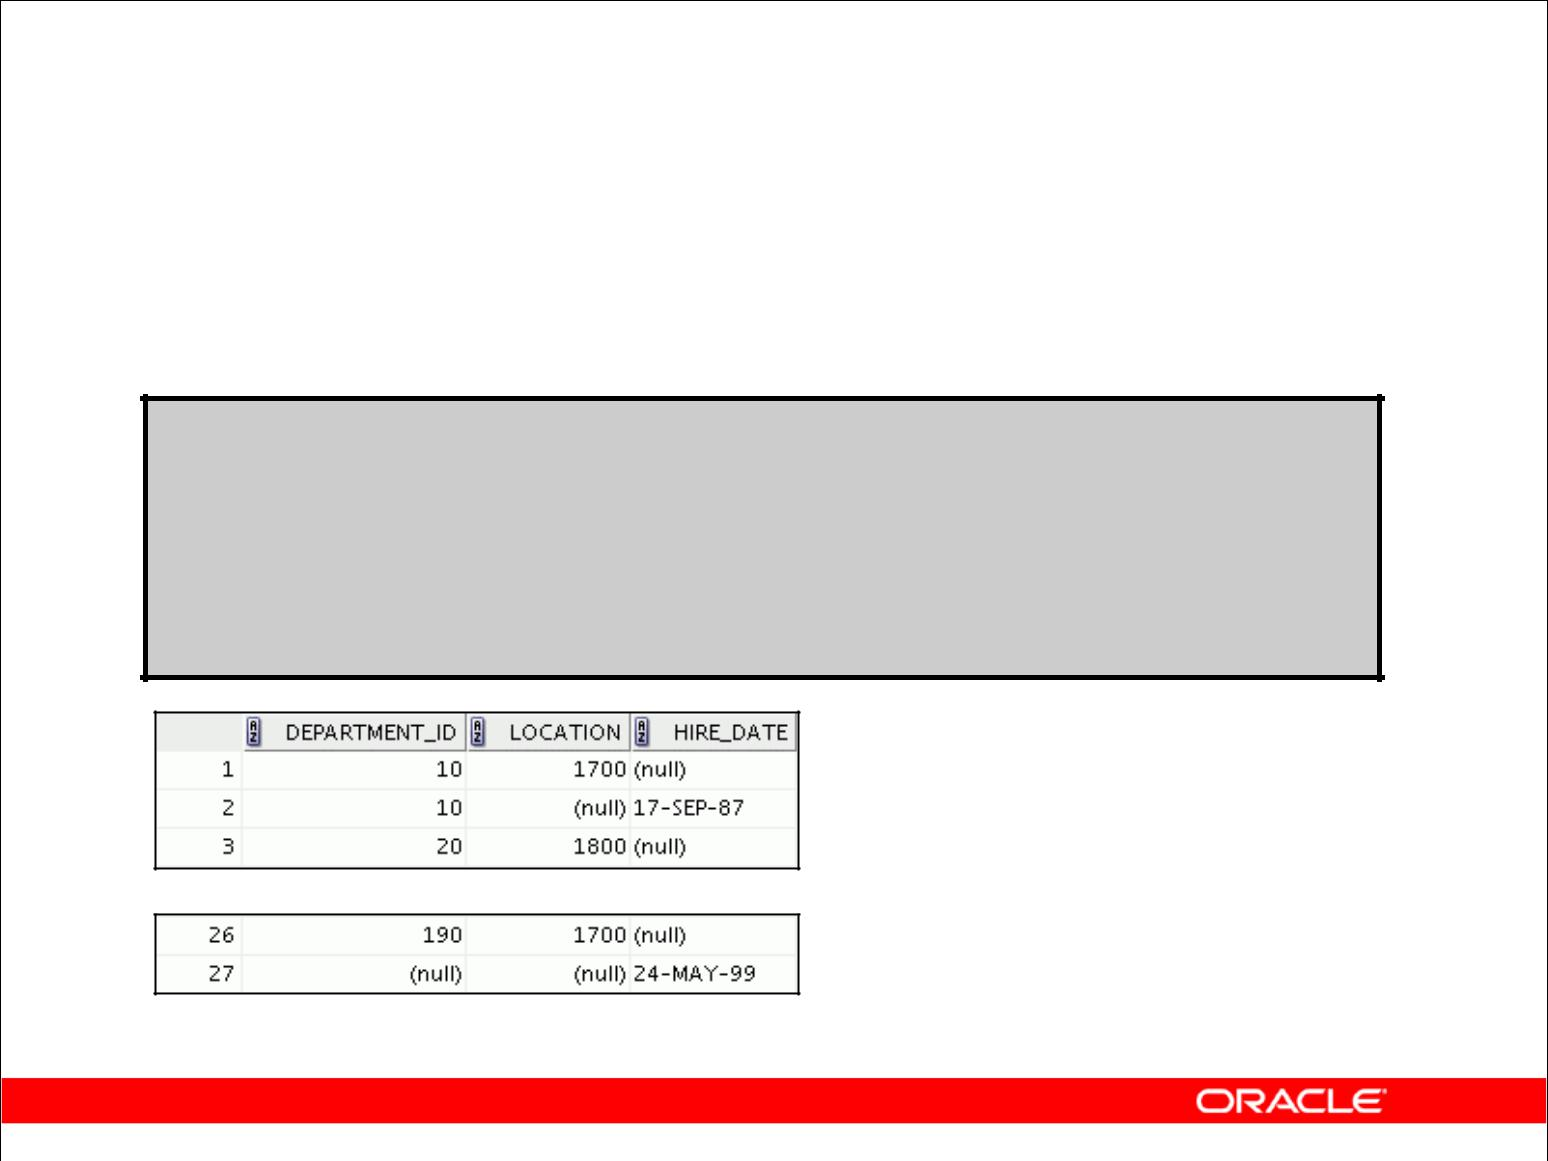 DEPARTMENT_ID LOCATION HIRE_DATE
1 10 1700 (null)
2 10 (null) 17-SEP-87
3 20 1800 (null)
26 190 1700 (null)
27 (null) (null) 24-MAY-99
ORACLE